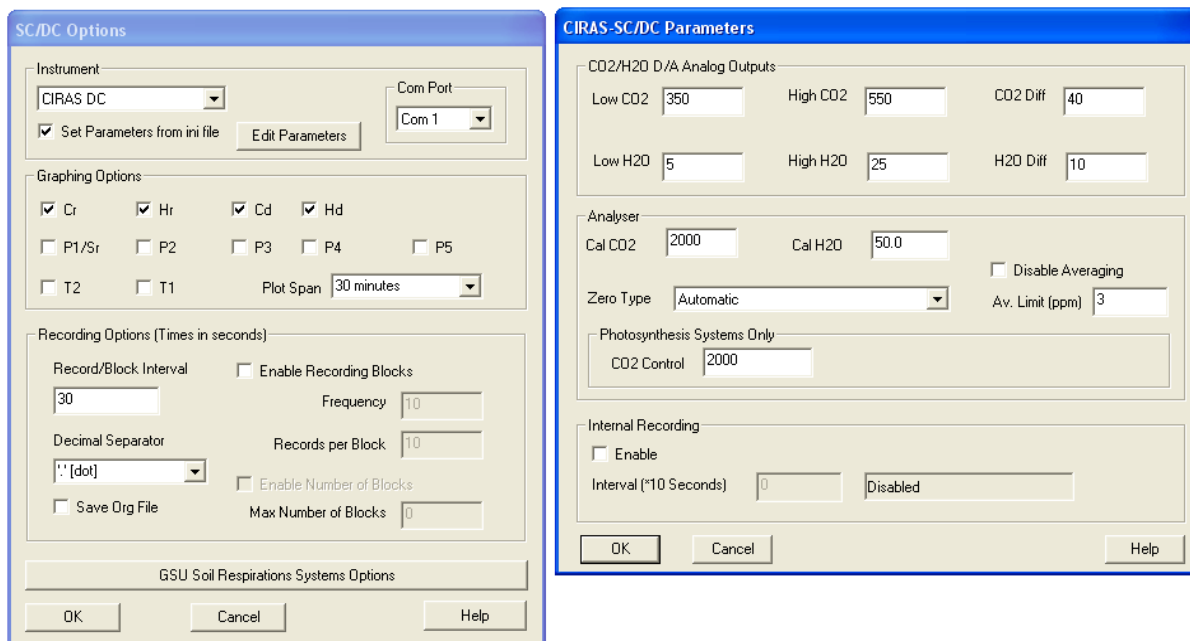 SC/DC Options
Instrument
CIRAS DC
Com Port
Com 1
Set Parameters from ini file
Edit Parameters
Graphing Options
Cr Hr Cd Hd
P1/Sr P2 P3 P4 P5
T2 T1 Plot Span 30 minutes
Recording Options (Times in seconds)
Record/Block Interval
30
Enable Recording Blocks
Frequency 10
Decimal Separator
'.' [dot]
Records per Block 10
Enable Number of Blocks
Save Org File
Max Number of Blocks 0
GSU Soil Respirations Systems Options
OK Cancel Help
CIRAS-SC/DC Parameters
CO2/H2O D/A Analog Outputs
Low CO2 350 High CO2 550 CO2 Diff 40
Low H2O 5 High H2O 25 H2O Diff 10
Analyser
Cal CO2 2000 Cal H2O 50.0
Disable Averaging
Zero Type Automatic Av. Limit (ppm) 3
Photosynthesis Systems Only
CO2 Control 2000
Internal Recording
Enable
Interval (*10 Seconds) 0 Disabled
OK Cancel Help